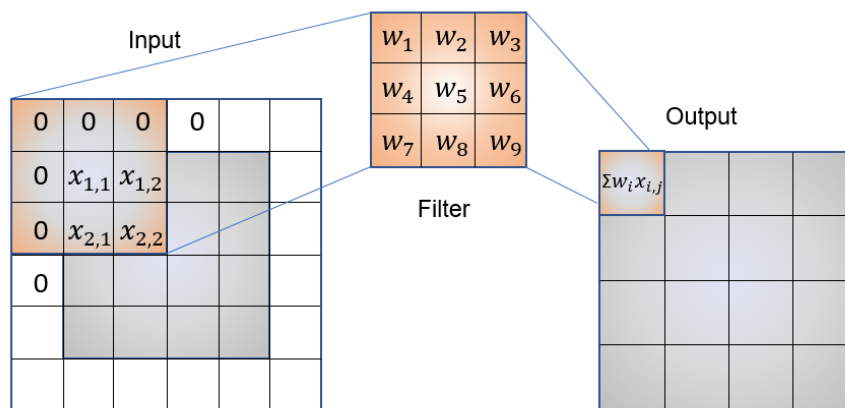 Input
w₁ w₂ w₃
w₄ w₅ w₆
w₇ w₈ w₉
Filter
0 0 0 0
0 x₁,₁ x₁,₂
0 x₂,₁ x₂,₂
0
Output
Σwᵢxᵢ,ⱼ